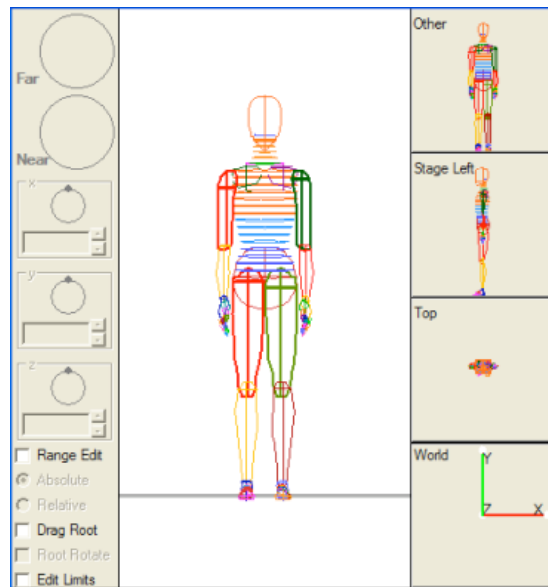 Far
Near
x
y
z
Range Edit
Absolute
Relative
Drag Root
Root Rotate
Edit Limits
Other
Stage Left
Top
World
Y
Z
X